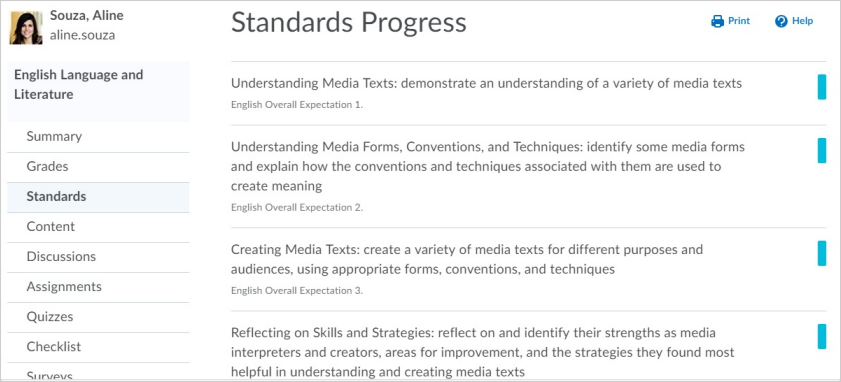 Souza, Aline
aline.souza
English Language and
Literature
Summary
Grades
Standards
Content
Discussions
Assignments
Quizzes
Checklist
Surveys
Standards Progress
Print
Help
Understanding Media Texts: demonstrate an understanding of a variety of media texts
English Overall Expectation 1.
Understanding Media Forms, Conventions, and Techniques: identify some media forms
and explain how the conventions and techniques associated with them are used to
create meaning
English Overall Expectation 2.
Creating Media Texts: create a variety of media texts for different purposes and
audiences, using appropriate forms, conventions, and techniques
English Overall Expectation 3.
Reflecting on Skills and Strategies: reflect on and identify their strengths as media
interpreters and creators, areas for improvement, and the strategies they found most
helpful in understanding and creating media texts